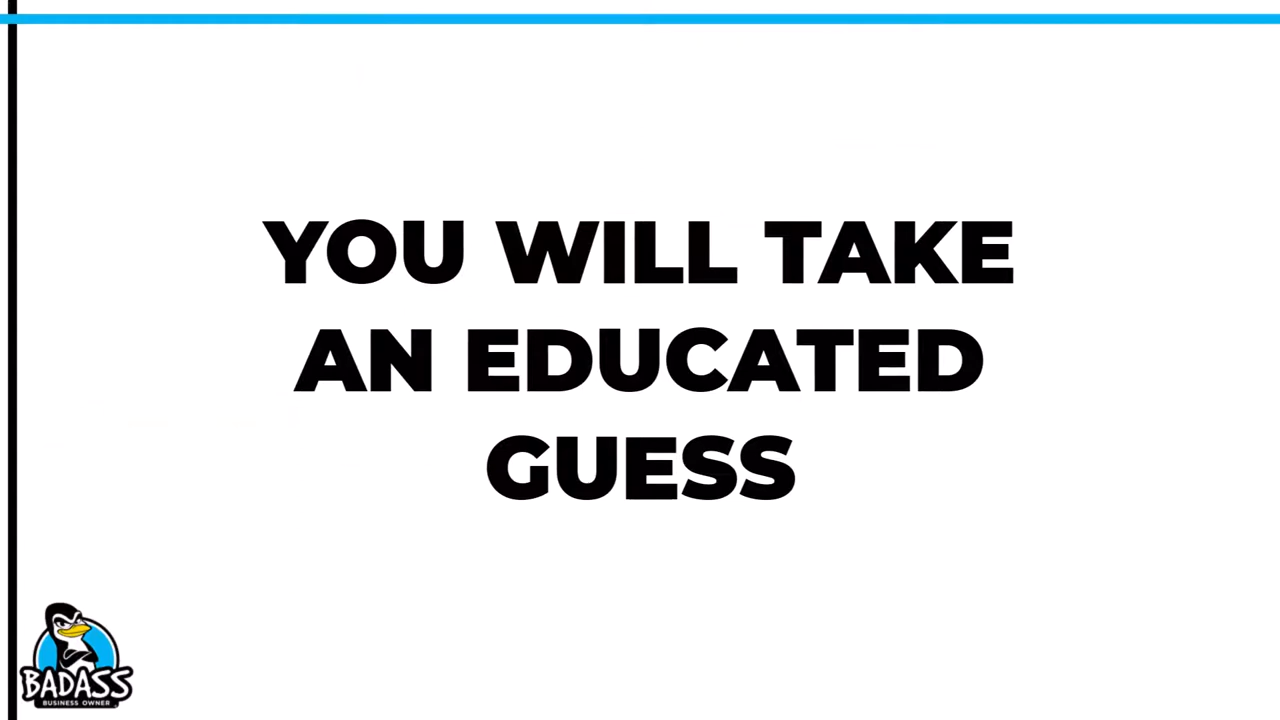 YOU WILL TAKE
AN EDUCATED
GUESS
BADASS
BUSINESS OWNER